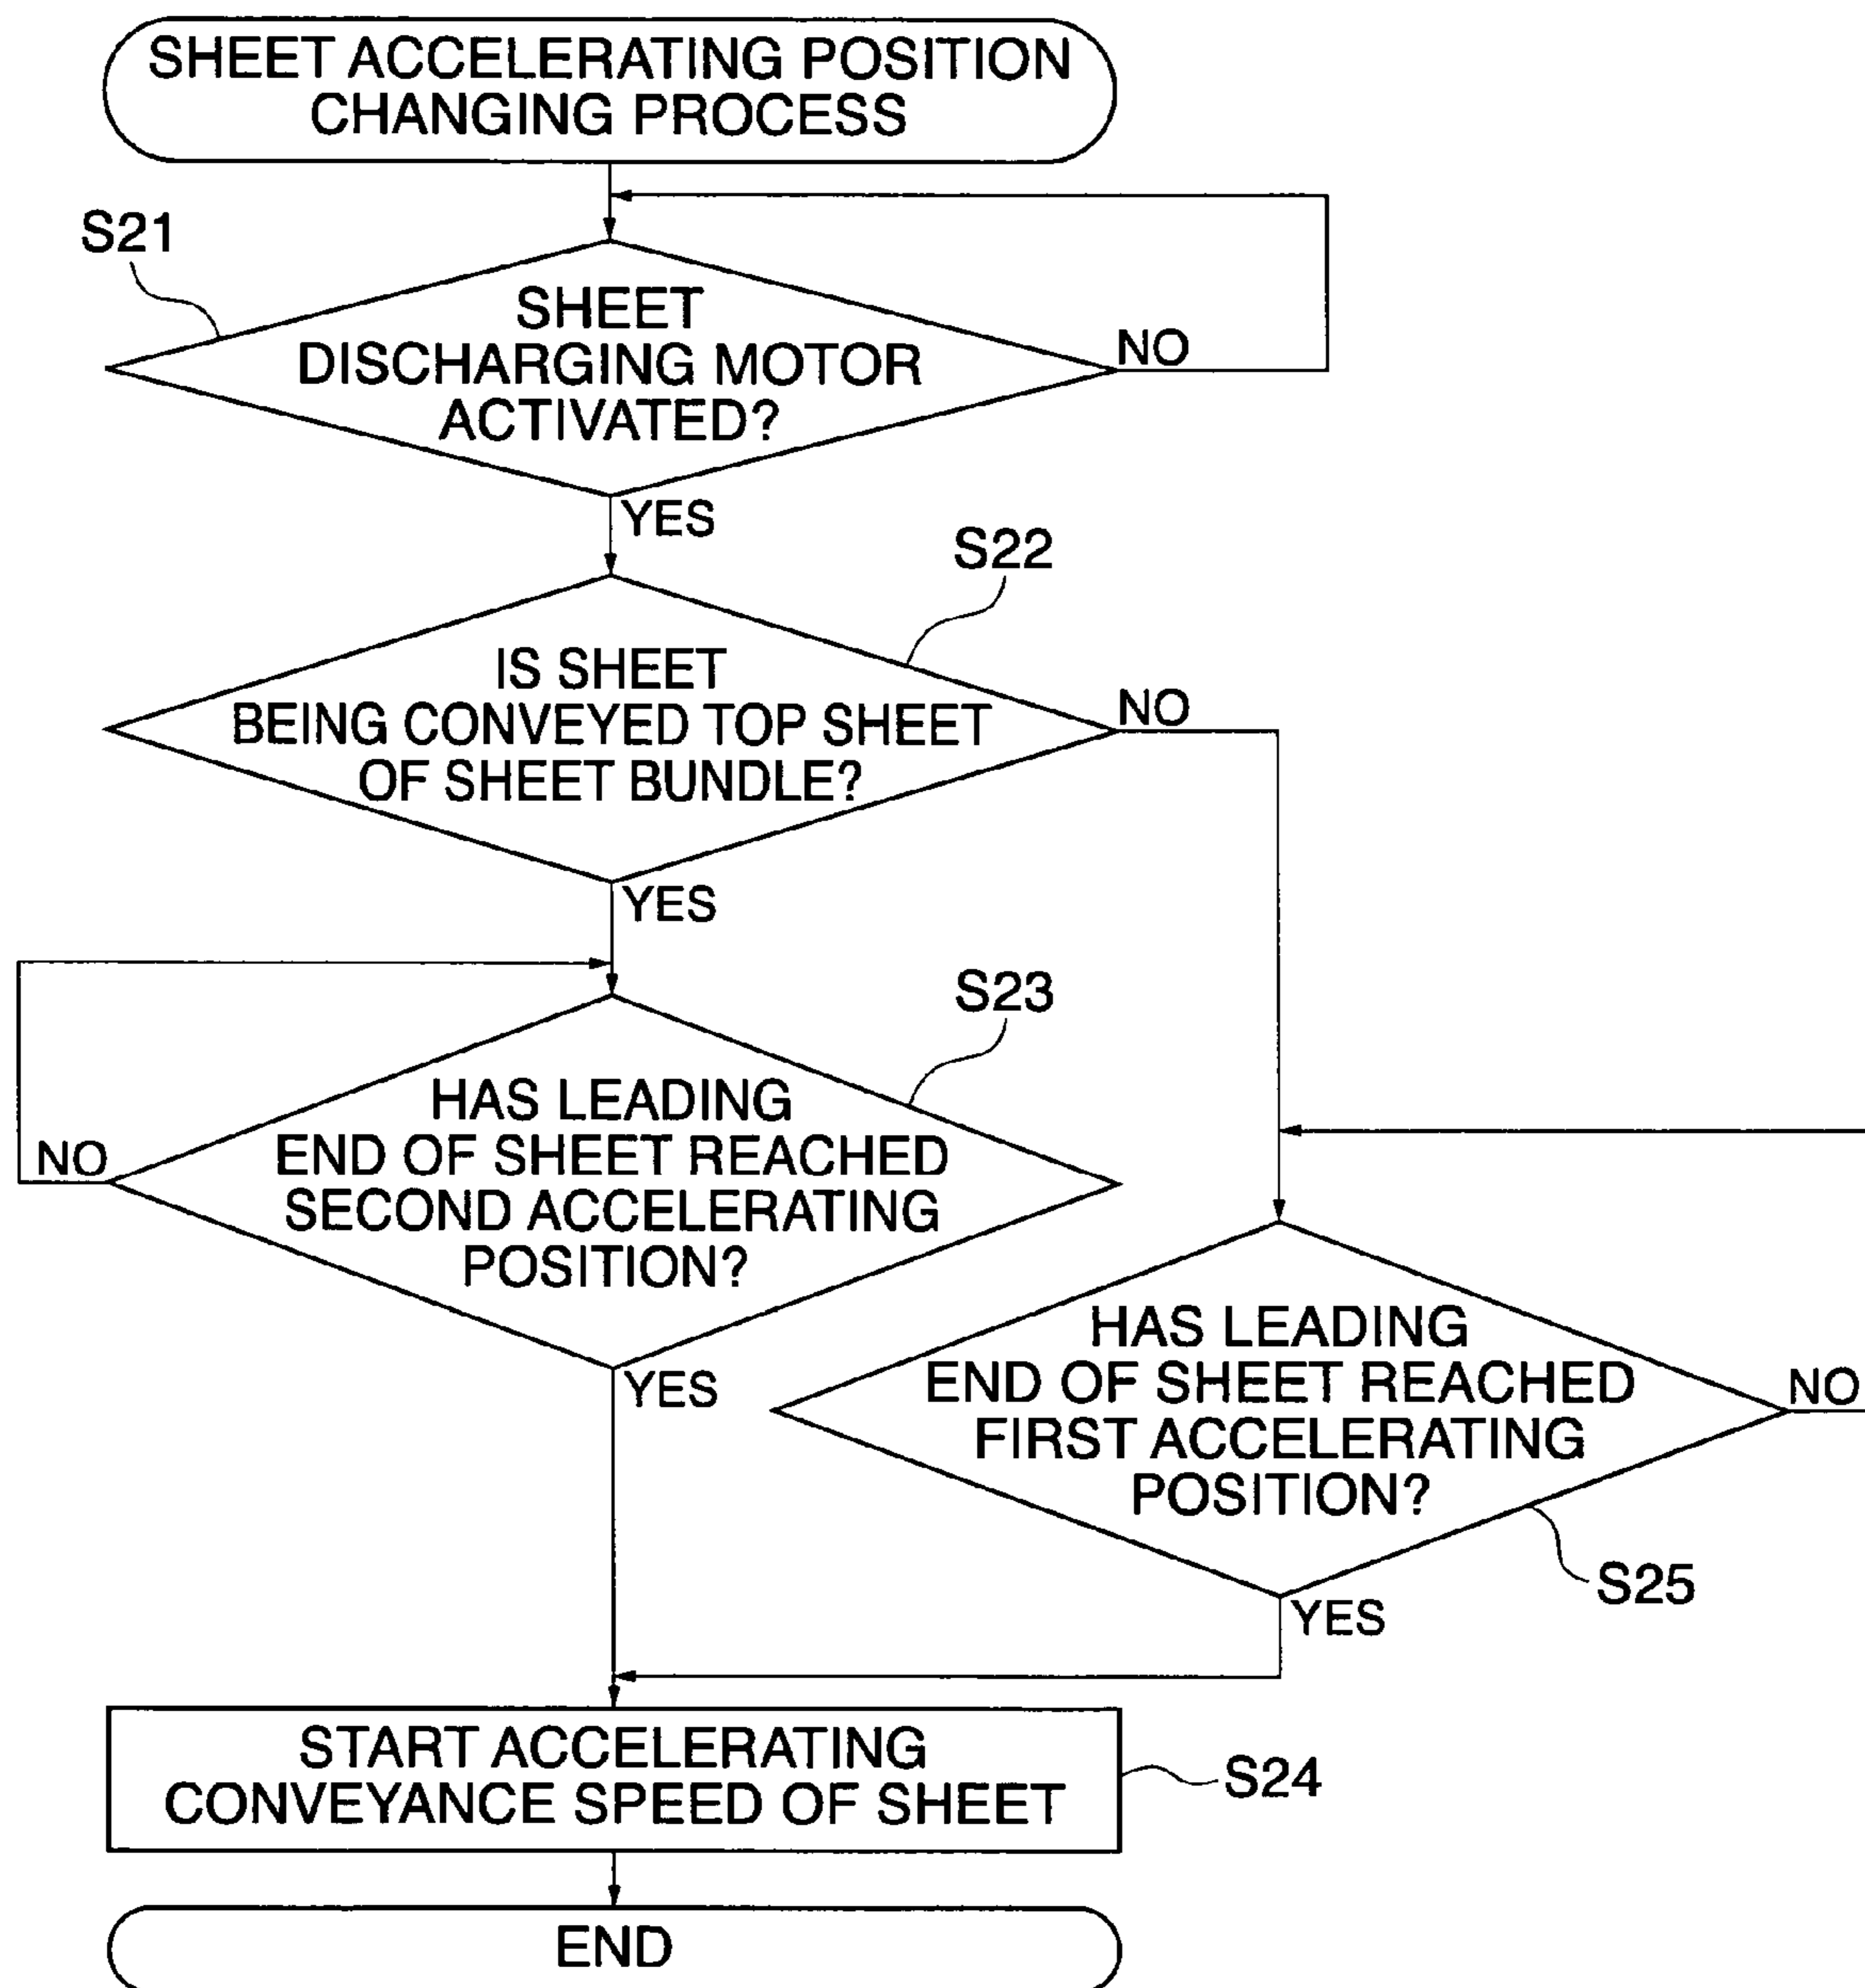 SHEET ACCELERATING POSITION
CHANGING PROCESS
S21
SHEET
DISCHARGING MOTOR
ACTIVATED?
NO
YES
S22
IS SHEET
BEING CONVEYED TOP SHEET
OF SHEET BUNDLE?
NO
YES
S23
HAS LEADING
END OF SHEET REACHED
SECOND ACCELERATING
POSITION?
NO
YES
HAS LEADING
END OF SHEET REACHED
FIRST ACCELERATING
POSITION?
NO
S25
YES
START ACCELERATING
CONVEYANCE SPEED OF SHEET
S24
END